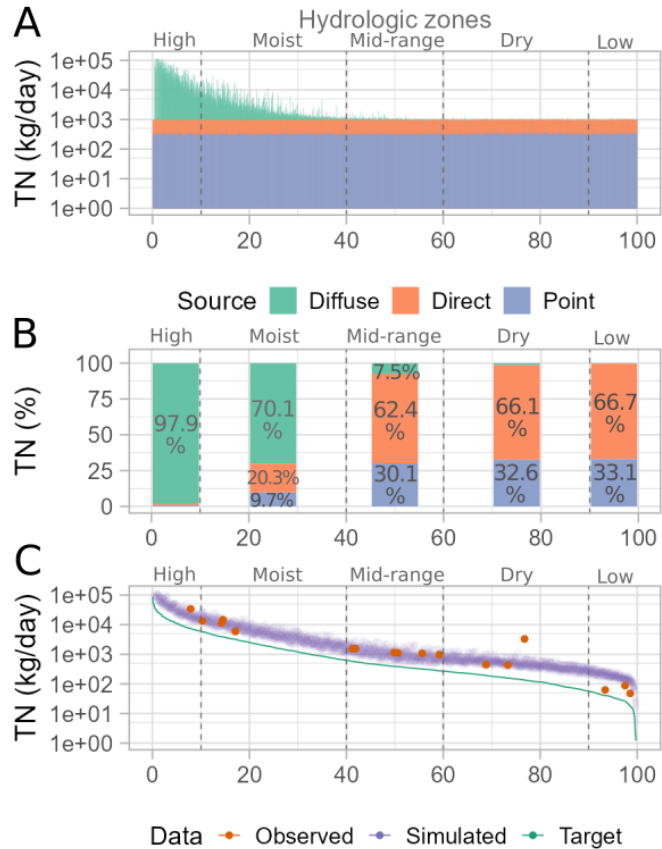 A
Hydrologic zones
High Moist Mid-range Dry Low
TN (kg/day)
1e+05
1e+04
1e+03
1e+02
1e+01
1e+00
0 20 40 60 80 100
Source Diffuse Direct Point
B
High Moist Mid-range Dry Low
TN (%)
100
75
50
25
0
97.9
%
70.1
%
20.3%
9.7%
7.5%
62.4
%
30.1
%
66.1
%
32.6
%
66.7
%
33.1
%
0 20 40 60 80 100
C
High Moist Mid-range Dry Low
TN (kg/day)
1e+05
1e+04
1e+03
1e+02
1e+01
1e+00
0 20 40 60 80 100
Data Observed Simulated Target